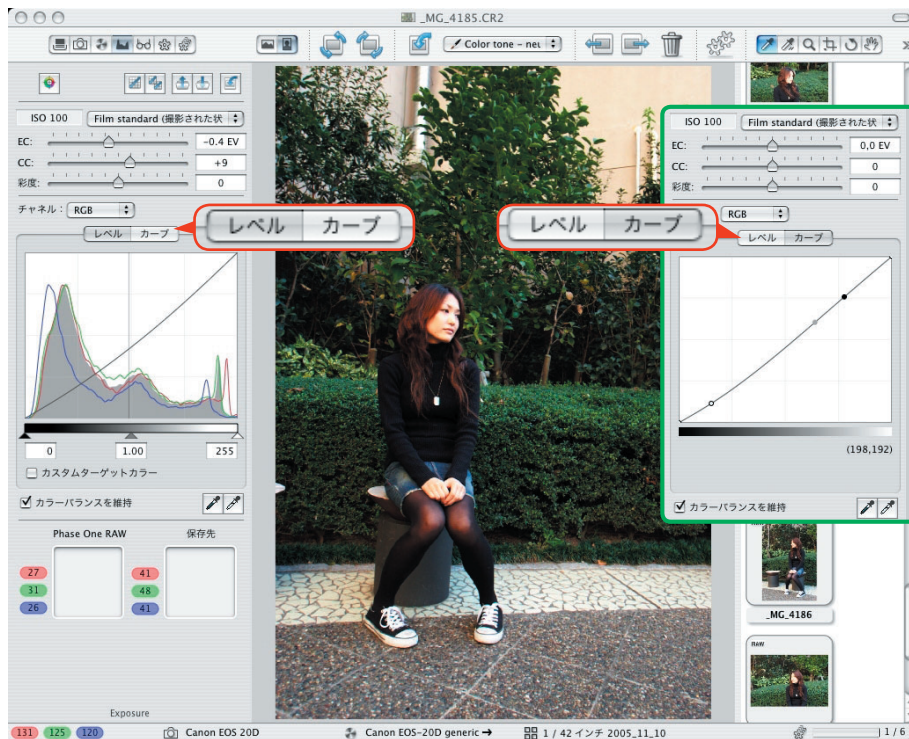 _MG_4185.CR2
Color tone – neu
ISO 100 Film standard (撮影された状
EC: −0.4 EV
CC: +9
彩度: 0
チャネル： RGB
レベル カーブ
レベル カーブ
0 1.00 255
カスタムターゲットカラー
カラーバランスを維持
Phase One RAW 保存先
27 41
31 48
26 41
Exposure
レベル カーブ
ISO 100 Film standard (撮影された状
EC: 0,0 EV
CC: 0
彩度: 0
RGB
レベル カーブ
(198,192)
カラーバランスを維持
_MG_4186
RAW
131 125 120 Canon EOS 20D Canon EOS-20D generic → 1 / 42 インチ 2005_11_10 1 / 6